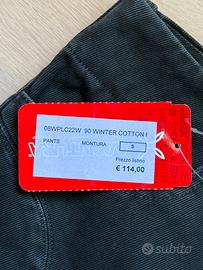 08WPLC22W 90 WINTER COTTON I
PANTS MONTURA S
Prezzo listino
€ 114,00
subito